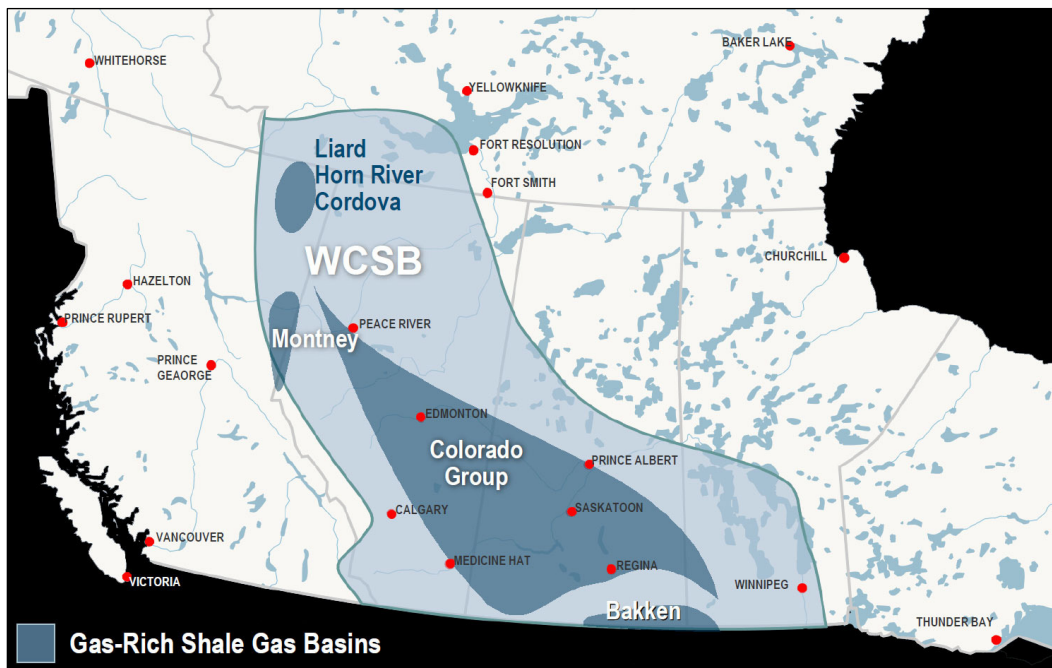 BAKER LAKE
WHITEHORSE
YELLOWKNIFE
Liard
Horn River
Cordova
FORT RESOLUTION
FORT SMITH
WCSB
CHURCHILL
HAZELTON
PRINCE RUPERT
PEACE RIVER
Montney
PRINCE
GEAORGE
EDMONTON
Colorado
Group
PRINCE ALBERT
CALGARY
SASKATOON
VANCOUVER
MEDICINE HAT
REGINA
VICTORIA
WINNIPEG
Bakken
THUNDER BAY
Gas-Rich Shale Gas Basins